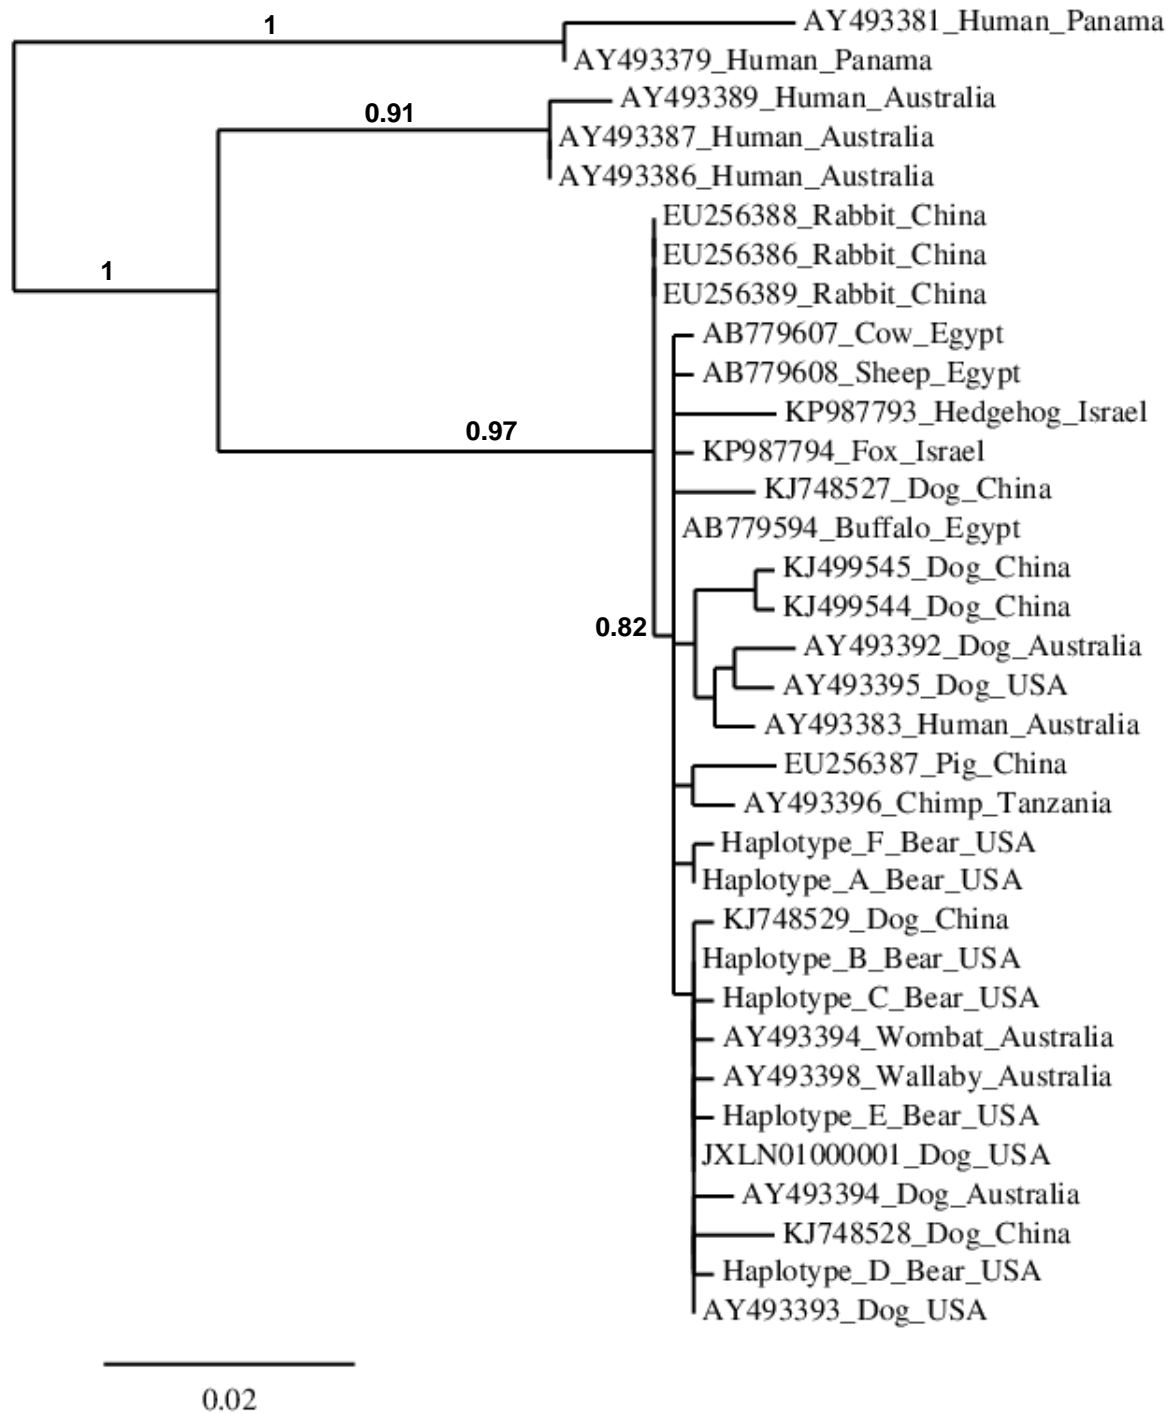 1
AY493381_Human_Panama
AY493379_Human_Panama
AY493389_Human_Australia
0.91
AY493387_Human_Australia
AY493386_Human_Australia
EU256388_Rabbit_China
EU256386_Rabbit_China
1
EU256389_Rabbit_China
AB779607_Cow_Egypt
AB779608_Sheep_Egypt
KP987793_Hedgehog_Israel
0.97
KP987794_Fox_Israel
KJ748527_Dog_China
AB779594_Buffalo_Egypt
KJ499545_Dog_China
KJ499544_Dog_China
0.82
AY493392_Dog_Australia
AY493395_Dog_USA
AY493383_Human_Australia
EU256387_Pig_China
AY493396_Chimp_Tanzania
Haplotype_F_Bear_USA
Haplotype_A_Bear_USA
KJ748529_Dog_China
Haplotype_B_Bear_USA
Haplotype_C_Bear_USA
AY493394_Wombat_Australia
AY493398_Wallaby_Australia
Haplotype_E_Bear_USA
JXLN01000001_Dog_USA
AY493394_Dog_Australia
KJ748528_Dog_China
Haplotype_D_Bear_USA
AY493393_Dog_USA
0.02